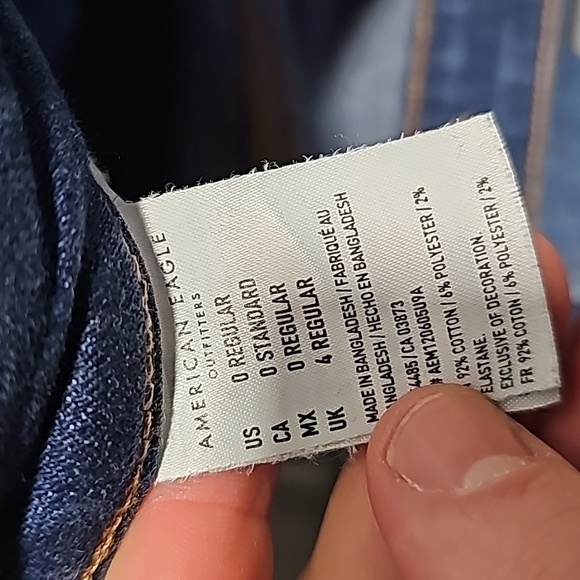 AMERICAN EAGLE
OUTFITTERS
US 0 REGULAR
CA 0 STANDARD
MX 0 REGULAR
UK 4 REGULAR
MADE IN BANGLADESH / FABRIQUÉ AU
BANGLADESH / HECHO EN BANGLADESH
4485 / CA 03873
# AEM120605U9A
92% COTTON / 6% POLYESTER / 2%
ELASTANE.
EXCLUSIVE OF DECORATION.
FR 92% COTON / 6% POLYESTER / 2%